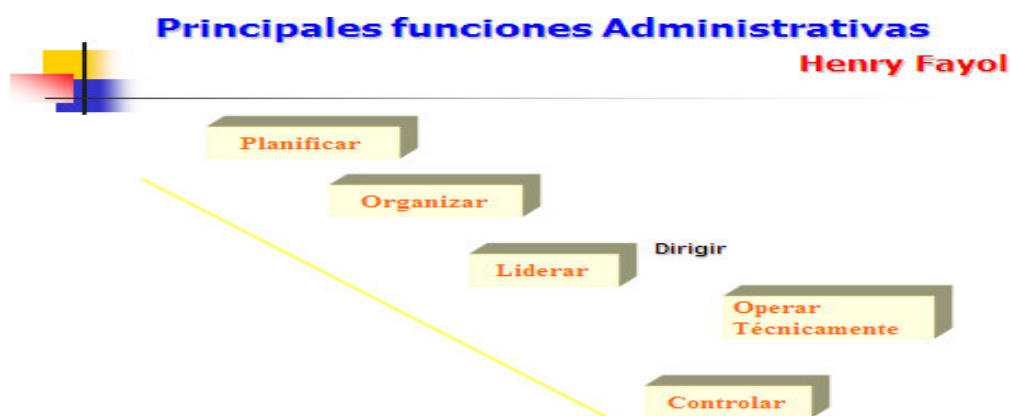 Principales funciones Administrativas
Henry Fayol
Planificar
Organizar
Liderar
Dirigir
Operar
Técnicamente
Controlar